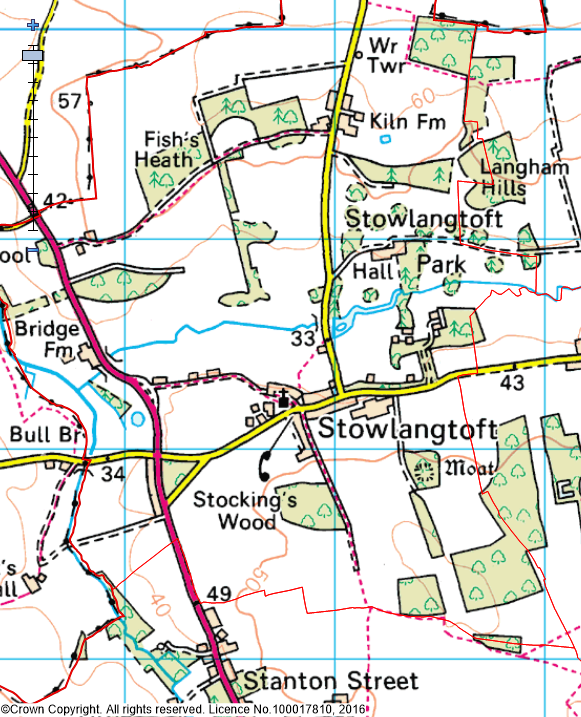 Wr
Twr
57
60
Kiln Fm
Fish's
Heath
Langham
Hills
42
Stowlangtoft
ool
Hall
Park
Bridge
Fm
33
43
Bull Br
Stowlangtoft
34
Moat
Stocking's
Wood
's
all
50
40
49
Stanton Street
©Crown Copyright. All rights reserved. Licence No.100017810, 2016